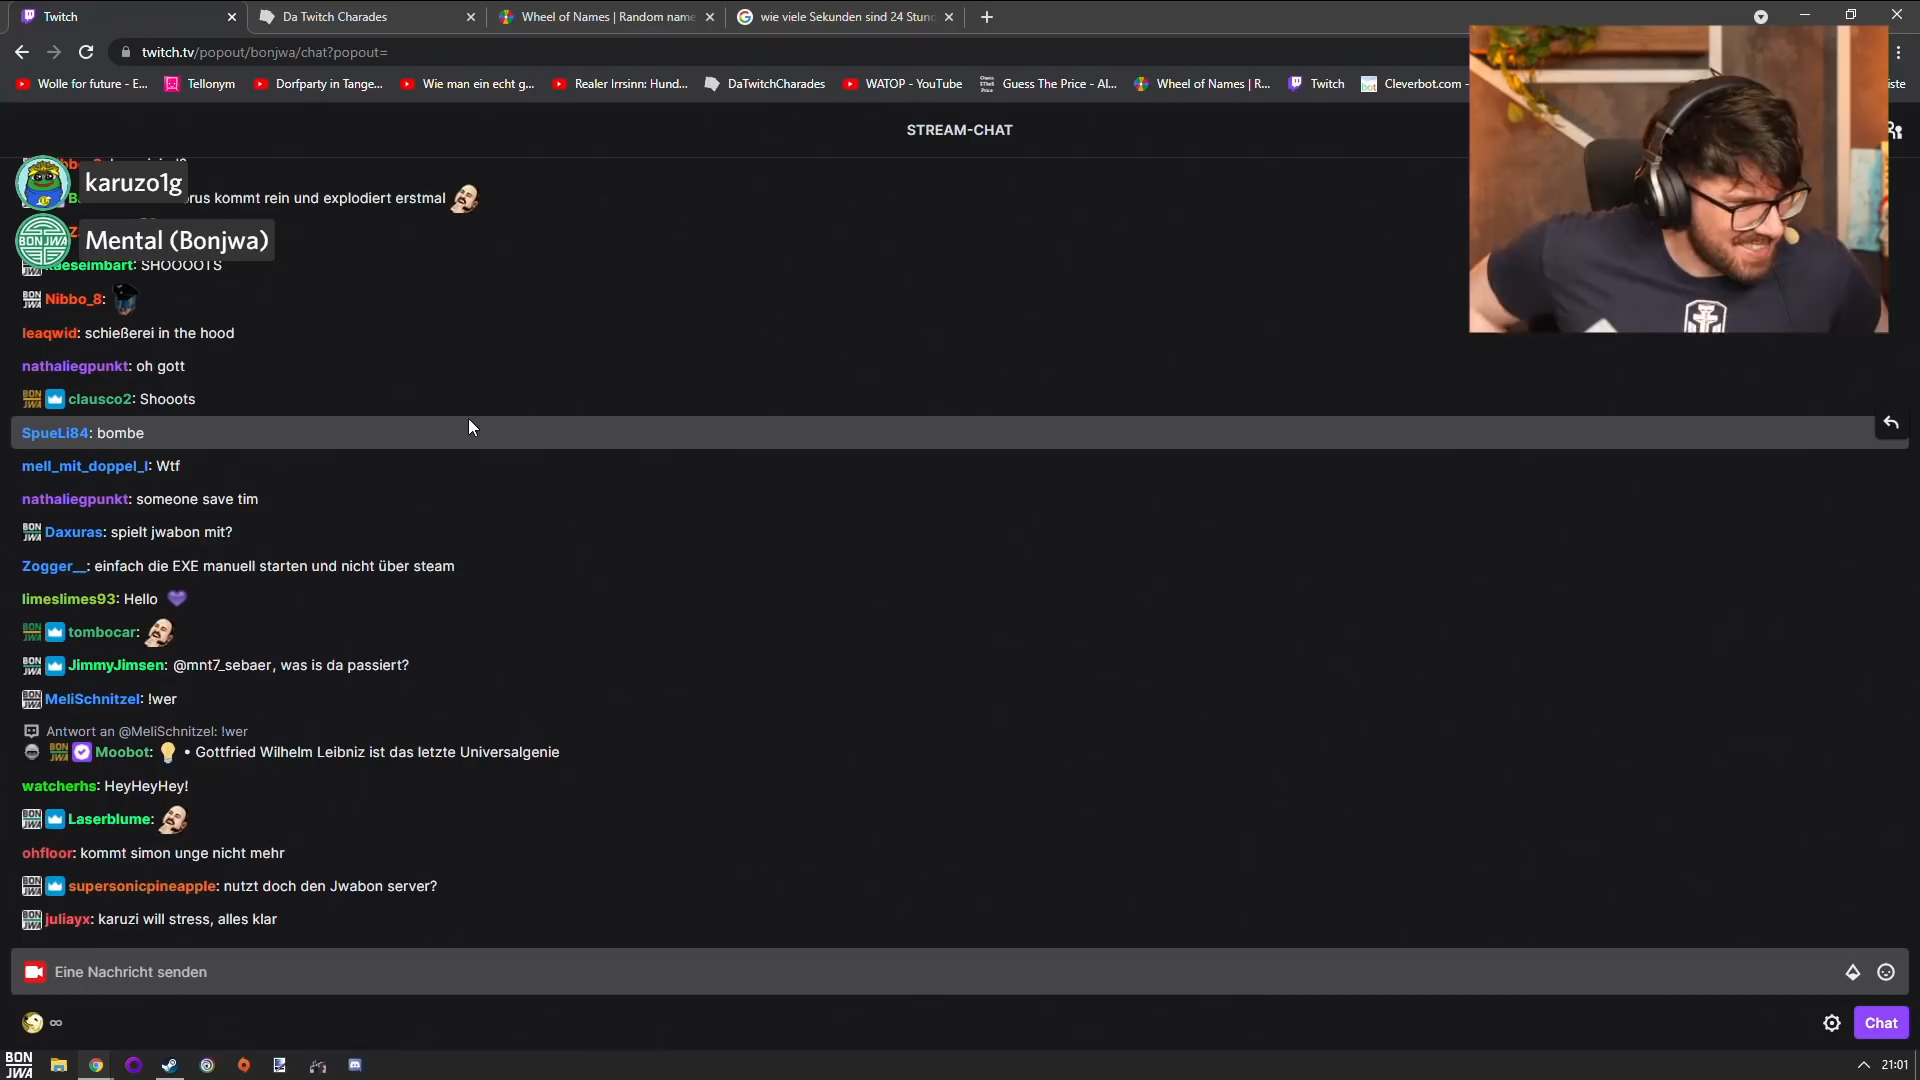 Twitch
Da Twitch Charades
Wheel of Names | Random name
wie viele Sekunden sind 24 Stund
twitch.tv/popout/bonjwa/chat?popout=
Wolle for future - E...
Tellonym
Dorfparty in Tange...
Wie man ein echt g...
Realer Irrsinn: Hund...
DaTwitchCharades
WATOP - YouTube
Guess The Price - Al...
Wheel of Names | R...
Twitch
Cleverbot.com -
iste
STREAM-CHAT
karuzo1g
rus kommt rein und explodiert erstmal
Mental (Bonjwa)
BONJWA
kaeseimbart: SHOOOOTS
Nibbo_8:
leaqwid: schießerei in the hood
nathaliegpunkt: oh gott
clausco2: Shooots
SpueLi84: bombe
mell_mit_doppel_l: Wtf
nathaliegpunkt: someone save tim
Daxuras: spielt jwabon mit?
Zogger__: einfach die EXE manuell starten und nicht über steam
limeslimes93: Hello
tombocar:
JimmyJimsen: @mnt7_sebaer, was is da passiert?
MeliSchnitzel: !wer
Antwort an @MeliSchnitzel: !wer
Moobot: • Gottfried Wilhelm Leibniz ist das letzte Universalgenie
watcherhs: HeyHeyHey!
Laserblume:
ohfloor: kommt simon unge nicht mehr
supersonicpineapple: nutzt doch den Jwabon server?
juliayx: karuzi will stress, alles klar
Eine Nachricht senden
∞
Chat
BON
JWA
21:01